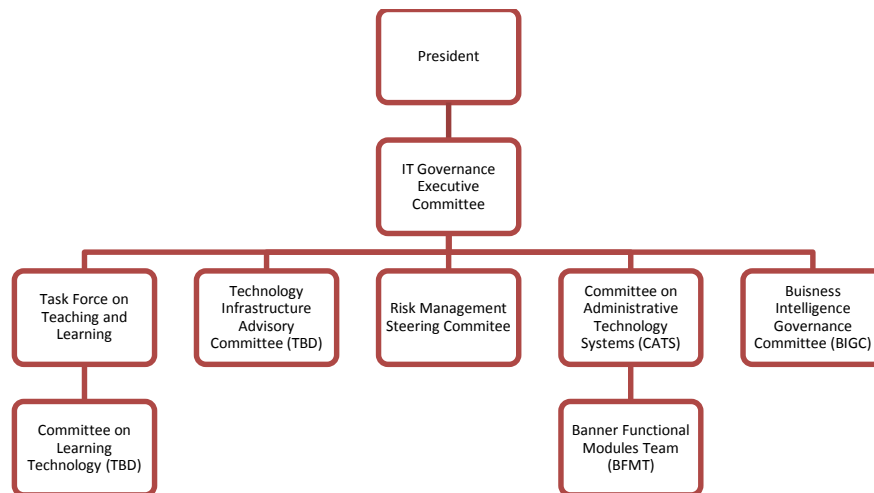 President
IT Governance
Executive
Committee
Task Force on
Teaching and
Learning
Technology
Infrastructure
Advisory
Committee (TBD)
Risk Management
Steering Commitee
Committee on
Administrative
Technology
Systems (CATS)
Buisness
Intelligence
Governance
Committee (BIGC)
Committee on
Learning
Technology (TBD)
Banner Functional
Modules Team
(BFMT)